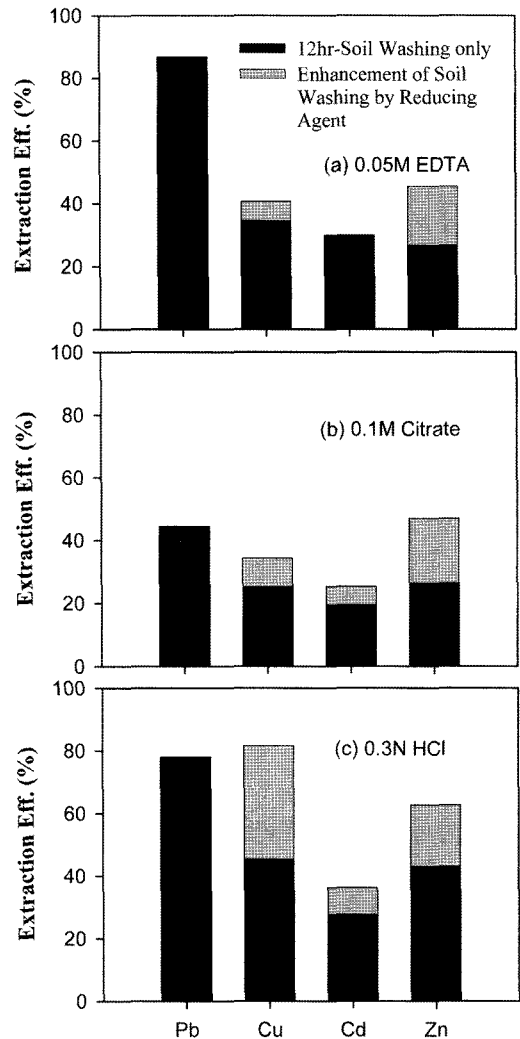 100
80
60
40
20
0
Extraction Eff. (%)
12hr-Soil Washing only
Enhancement of Soil
Washing by Reducing
Agent
(a) 0.05M EDTA
100
80
60
40
20
0
Extraction Eff. (%)
(b) 0.1M Citrate
100
80
60
40
20
0
Extraction Eff. (%)
(c) 0.3N HCl
Pb Cu Cd Zn